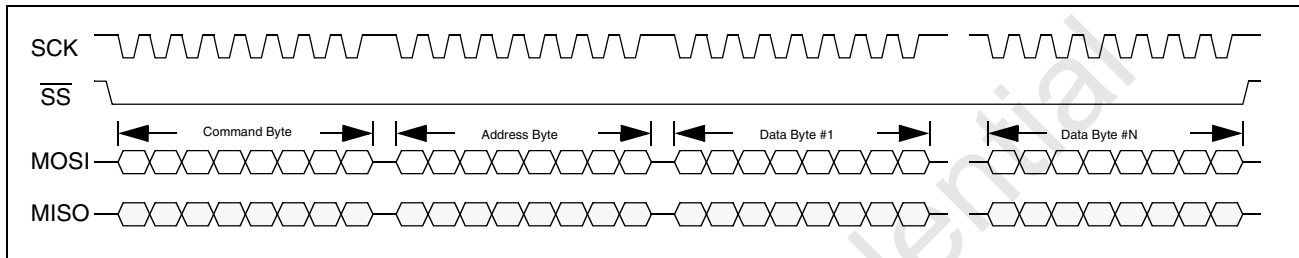 SCK
SS
Command Byte
Address Byte
Data Byte #1
Data Byte #N
MOSI
MISO